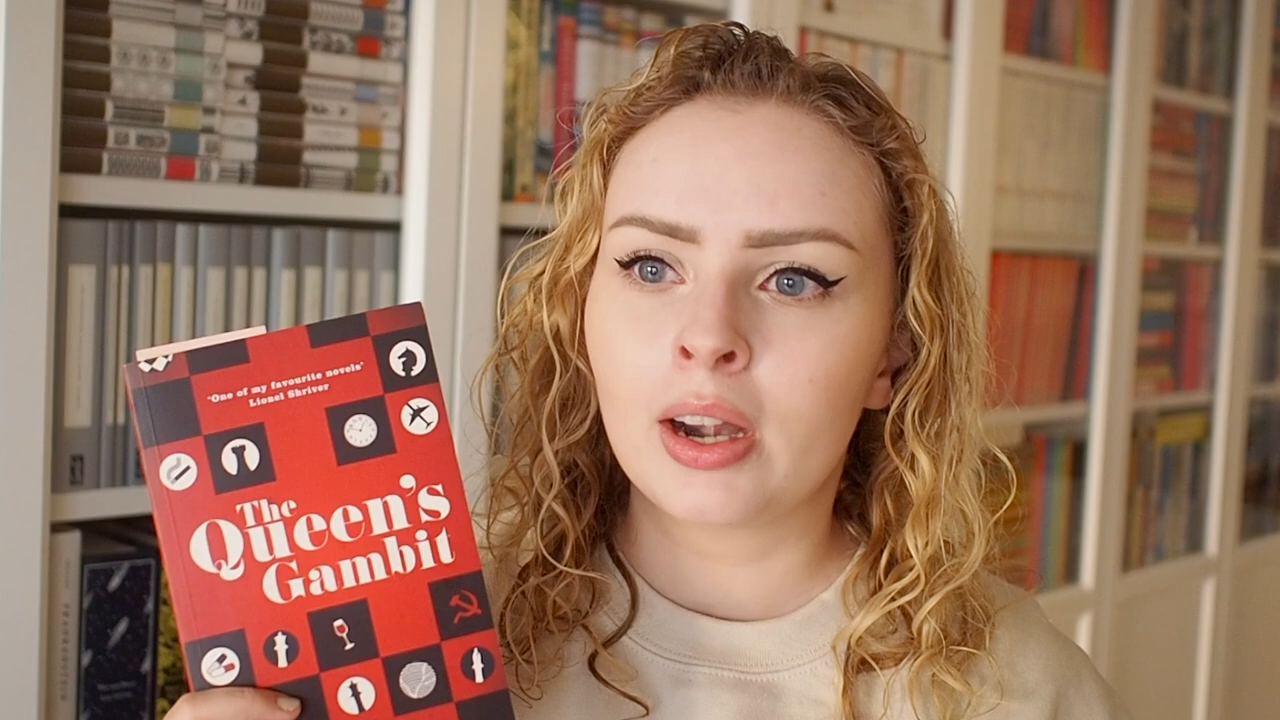 'One of my favourite novels'
Lionel Shriver
The
Queen's
Gambit